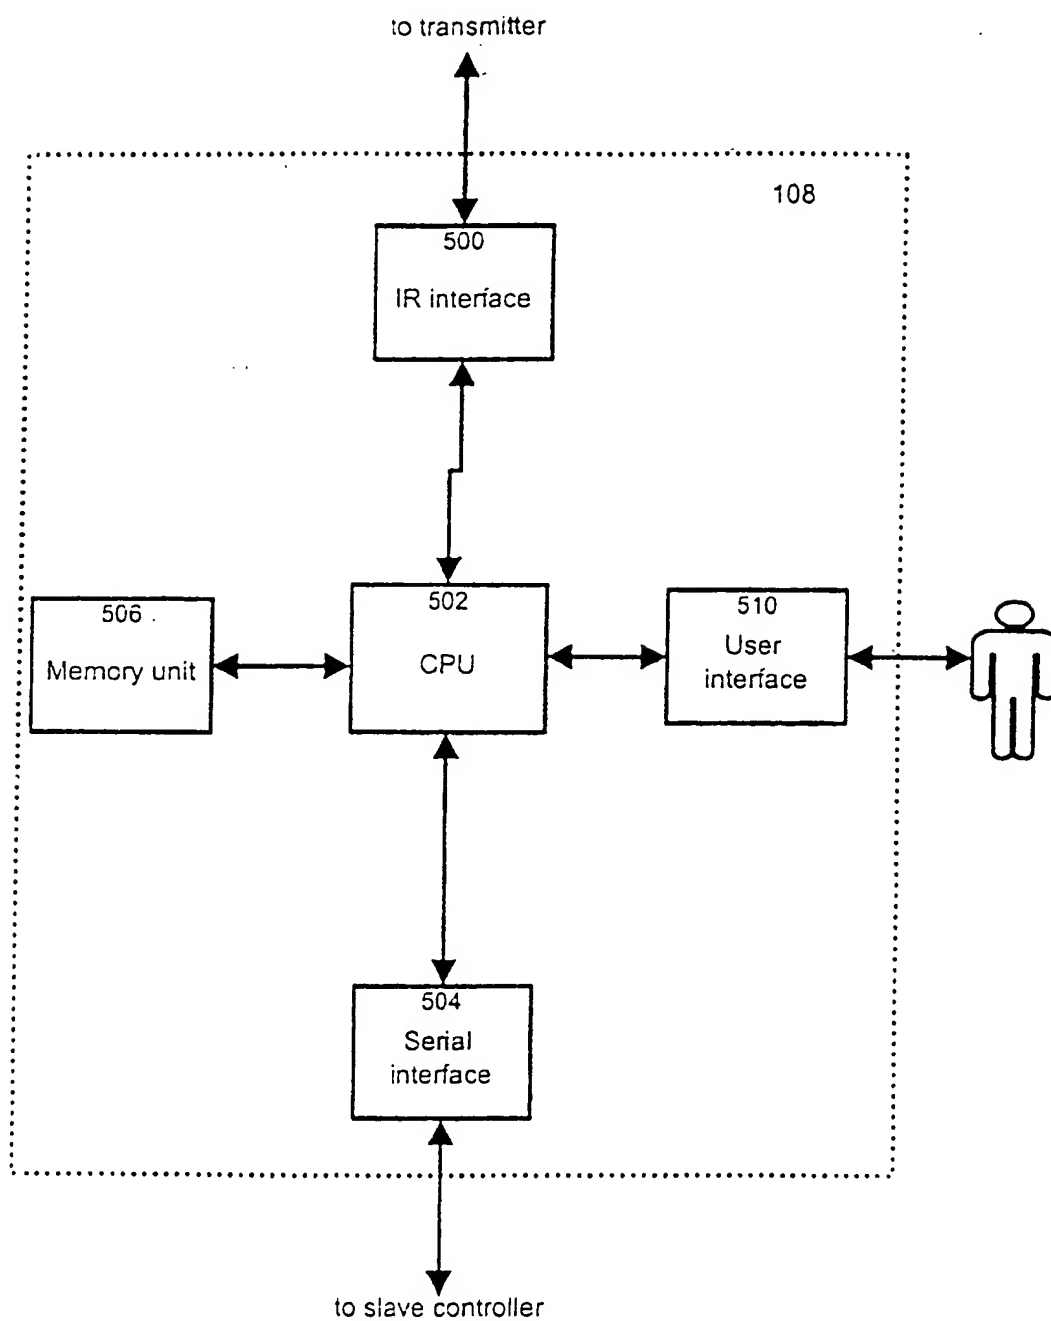 to transmitter
108
500
IR interface
506
Memory unit
502
CPU
510
User
interface
504
Serial
interface
to slave controller